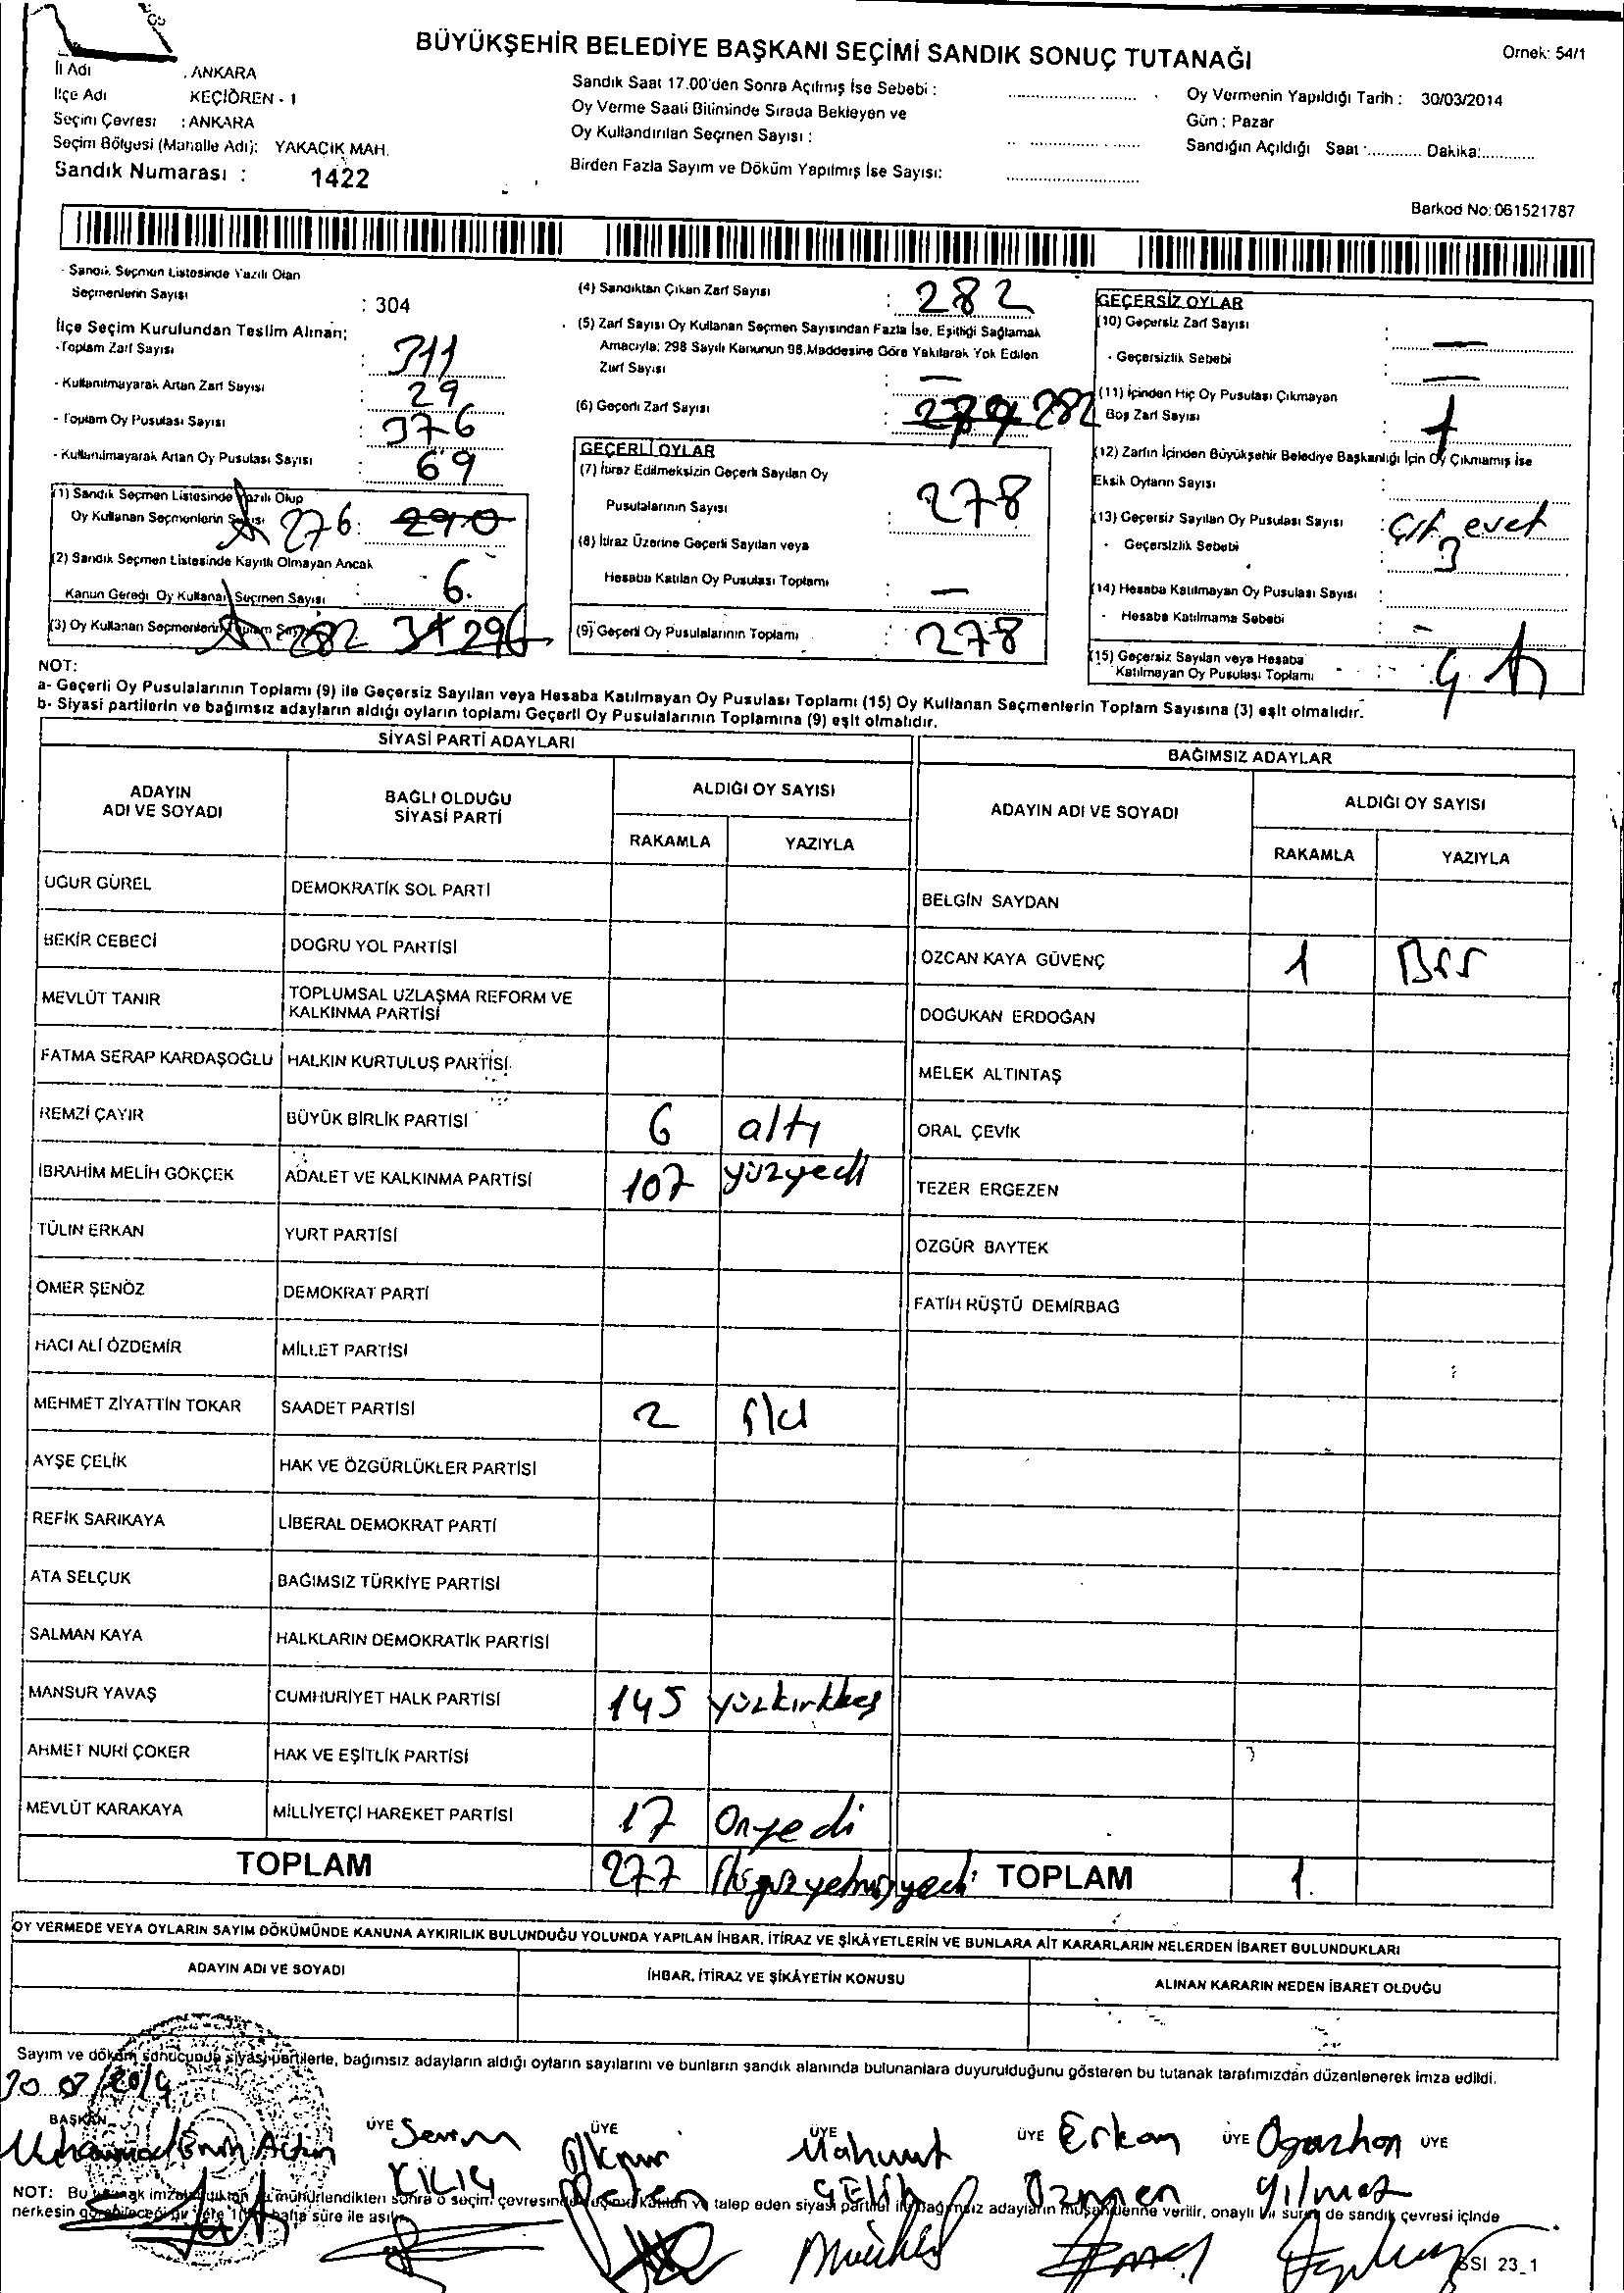 BÜYÜKŞEHİR BELEDİYE BAŞKANI SEÇİMİ SANDIK SONUÇ TUTANAĞI
Ornek: 54/1
İl Adı : ANKARA
İlçe Adı KEÇİÖREN - 1
Seçim Çevresi : ANKARA
Seçim Bölgesi (Mahalle Adı): YAKACIK MAH.
Sandık Numarası : 1422
Sandık Saat 17.00'den Sonra Açılmış İse Sebebi :
Oy Verme Saati Bitiminde Sırada Bekleyen ve
Oy Kullandırılan Seçmen Sayısı :
Birden Fazla Sayım ve Döküm Yapılmış İse Sayısı:
Oy Vermenin Yapıldığı Tarih : 30/03/2014
Gün : Pazar
Sandığın Açıldığı Saat :............ Dakika:............
Barkod No:061521787
- Sandık Seçmen Listesinde Yazılı Olan
Seçmenlerin Sayısı : 304
İlçe Seçim Kurulundan Teslim Alınan;
-Toplam Zarf Sayısı : 311
- Kullanılmayarak Artan Zarf Sayısı : 29
- Toplam Oy Pusulası Sayısı : 376
- Kullanılmayarak Artan Oy Pusulası Sayısı : 69
(1) Sandık Seçmen Listesinde Yazılı Olup
Oy Kullanan Seçmenlerin Sayısı 276 290
(2) Sandık Seçmen Listesinde Kayıtlı Olmayan Ancak
Kanun Gereği Oy Kullanan Seçmen Sayısı : 6.
(3) Oy Kullanan Seçmenlerin Toplam Sayısı 282 296
(4) Sandıktan Çıkan Zarf Sayısı : 282
(5) Zarf Sayısı Oy Kullanan Seçmen Sayısından Fazla İse, Eşitliği Sağlamak
Amacıyla; 298 Sayılı Kanunun 98.Maddesine Göre Yakılarak Yok Edilen
Zarf Sayısı : —
(6) Geçerli Zarf Sayısı : 282
GEÇERLİ OYLAR
(7) İtiraz Edilmeksizin Geçerli Sayılan Oy
Pusulalarının Sayısı : 278
(8) İtiraz Üzerine Geçerli Sayılan veya
Hesaba Katılan Oy Pusulası Toplamı : —
(9) Geçerli Oy Pusulalarının Toplamı : 278
GEÇERSİZ OYLAR
(10) Geçersiz Zarf Sayısı : —
- Geçersizlik Sebebi : —
(11) İçinden Hiç Oy Pusulası Çıkmayan
Boş Zarf Sayısı : 1
(12) Zarfın İçinden Büyükşehir Belediye Başkanlığı İçin Oy Çıkmamış İse
Eksik Oyların Sayısı :
(13) Geçersiz Sayılan Oy Pusulası Sayısı : Çift evet
- Geçersizlik Sebebi : 3
(14) Hesaba Katılmayan Oy Pusulası Sayısı :
- Hesaba Katılmama Sebebi : —
(15) Geçersiz Sayılan veya Hesaba
Katılmayan Oy Pusulası Toplamı : 4
NOT:
a- Geçerli Oy Pusulalarının Toplamı (9) ile Geçersiz Sayılan veya Hesaba Katılmayan Oy Pusulası Toplamı (15) Oy Kullanan Seçmenlerin Toplam Sayısına (3) eşit olmalıdır.
b- Siyasi partilerin ve bağımsız adayların aldığı oyların toplamı Geçerli Oy Pusulalarının Toplamına (9) eşit olmalıdır.
SİYASİ PARTİ ADAYLARI
BAĞIMSIZ ADAYLAR
ADAYIN ADI VE SOYADI
BAĞLI OLDUĞU SİYASİ PARTİ
ALDIĞI OY SAYISI
RAKAMLA YAZIYLA
ADAYIN ADI VE SOYADI
ALDIĞI OY SAYISI
RAKAMLA YAZIYLA
UĞUR GÜREL DEMOKRATİK SOL PARTİ
BELGİN SAYDAN
BEKİR CEBECİ DOĞRU YOL PARTİSİ
OZCAN KAYA GÜVENÇ 1 Bir
MEVLÜT TANIR TOPLUMSAL UZLAŞMA REFORM VE KALKINMA PARTİSİ
DOĞUKAN ERDOĞAN
FATMA SERAP KARDAŞOĞLU HALKIN KURTULUŞ PARTİSİ
MELEK ALTINTAŞ
REMZİ ÇAYIR BÜYÜK BİRLİK PARTİSİ 6 altı
ORAL ÇEVİK
İBRAHİM MELİH GÖKÇEK ADALET VE KALKINMA PARTİSİ 107 yüzyedi
TEZER ERGEZEN
TÜLİN ERKAN YURT PARTİSİ
OZGÜR BAYTEK
ÖMER ŞENÖZ DEMOKRAT PARTİ
FATİH RÜŞTÜ DEMİRBAĞ
HACI ALİ ÖZDEMİR MİLLET PARTİSİ
MEHMET ZİYATTİN TOKAR SAADET PARTİSİ 2 iki
AYŞE ÇELİK HAK VE ÖZGÜRLÜKLER PARTİSİ
REFİK SARIKAYA LİBERAL DEMOKRAT PARTİ
ATA SELÇUK BAĞIMSIZ TÜRKİYE PARTİSİ
SALMAN KAYA HALKLARIN DEMOKRATİK PARTİSİ
MANSUR YAVAŞ CUMHURİYET HALK PARTİSİ 145 yüzkırkbeş
AHMET NURİ ÇOKER HAK VE EŞİTLİK PARTİSİ
MEVLÜT KARAKAYA MİLLİYETÇİ HAREKET PARTİSİ 17 Onyedi
TOPLAM 277 ikiyüzyetmişyedi TOPLAM 1.
OY VERMEDE VEYA OYLARIN SAYIM DÖKÜMÜNDE KANUNA AYKIRILIK BULUNDUĞU YOLUNDA YAPILAN İHBAR, İTİRAZ VE ŞİKÂYETLERİN VE BUNLARA AİT KARARLARIN NELERDEN İBARET BULUNDUKLARI
ADAYIN ADI VE SOYADI
İHBAR, İTİRAZ VE ŞİKÂYETİN KONUSU
ALINAN KARARIN NEDEN İBARET OLDUĞU
Sayım ve döküm sonucunda siyasi partilerle, bağımsız adayların aldığı oyların sayılarını ve bunların sandık alanında bulunanlara duyurulduğunu gösteren bu tutanak tarafımızdan düzenlenerek imza edildi.
BAŞKAN ÜYE ÜYE ÜYE ÜYE ÜYE ÜYE
Sevim Mahmut Erkan Oğuzhan
KILIÇ ÇELİK Özmen Yılmaz
NOT: Bu tutanak imzalandıktan ve mühürlendikten sonra o seçim çevresinde seçime katılan ve talep eden siyasi partiler ile bağımsız adayların müşahitlerine verilir, onaylı bir sureti de sandık çevresi içinde
herkesin görebileceği bir yere 1 hafta süre ile asılır.
SSI 23_1